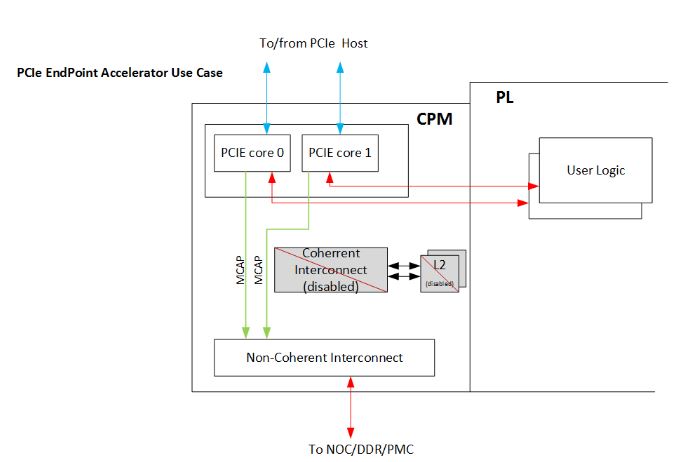 To/from PCIe Host
PCIe EndPoint Accelerator Use Case
PL
CPM
PCIE core 0
PCIE core 1
User Logic
MCAP
MCAP
Coherrent
Interconnect
(disabled)
L2
(disabled)
Non-Coherent Interconnect
To NOC/DDR/PMC